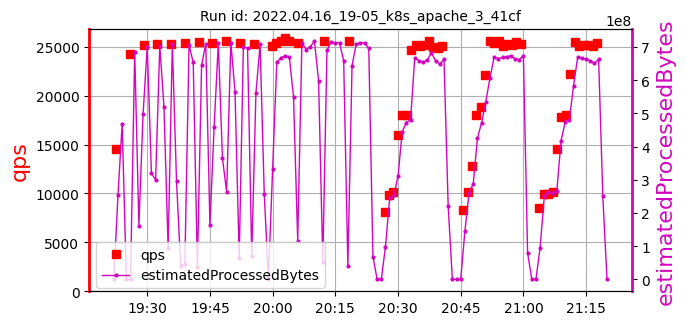 Run id: 2022.04.16_19-05_k8s_apache_3_41cf
1e8
25000
20000
15000
10000
5000
0
qps
7
6
5
4
3
2
1
0
estimatedProcessedBytes
qps
estimatedProcessedBytes
19:30 19:45 20:00 20:15 20:30 20:45 21:00 21:15